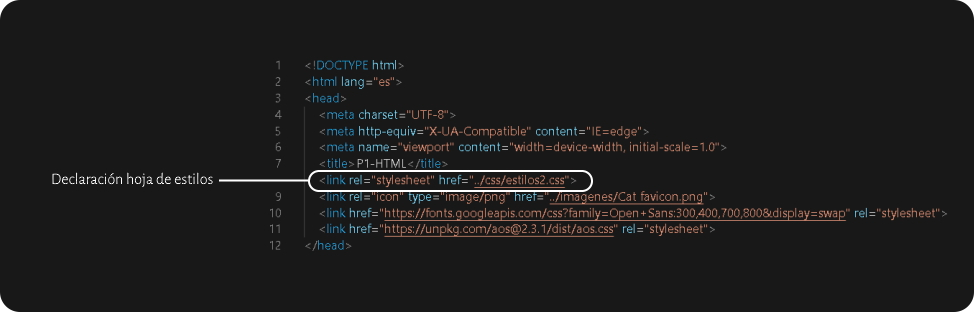 1 <!DOCTYPE html>
2 <html lang="es">
3 <head>
4 <meta charset="UTF-8">
5 <meta http-equiv="X-UA-Compatible" content="IE=edge">
6 <meta name="viewport" content="width=device-width, initial-scale=1.0">
7 <title>P1-HTML</title>
Declaración hoja de estilos <link rel="stylesheet" href="../css/estilos2.css">
9 <link rel="icon" type="image/png" href="../imagenes/Cat favicon.png">
10 <link href="https://fonts.googleapis.com/css?family=Open+Sans:300,400,700,800&display=swap" rel="stylesheet">
11 <link href="https://unpkg.com/aos@2.3.1/dist/aos.css" rel="stylesheet">
12 </head>